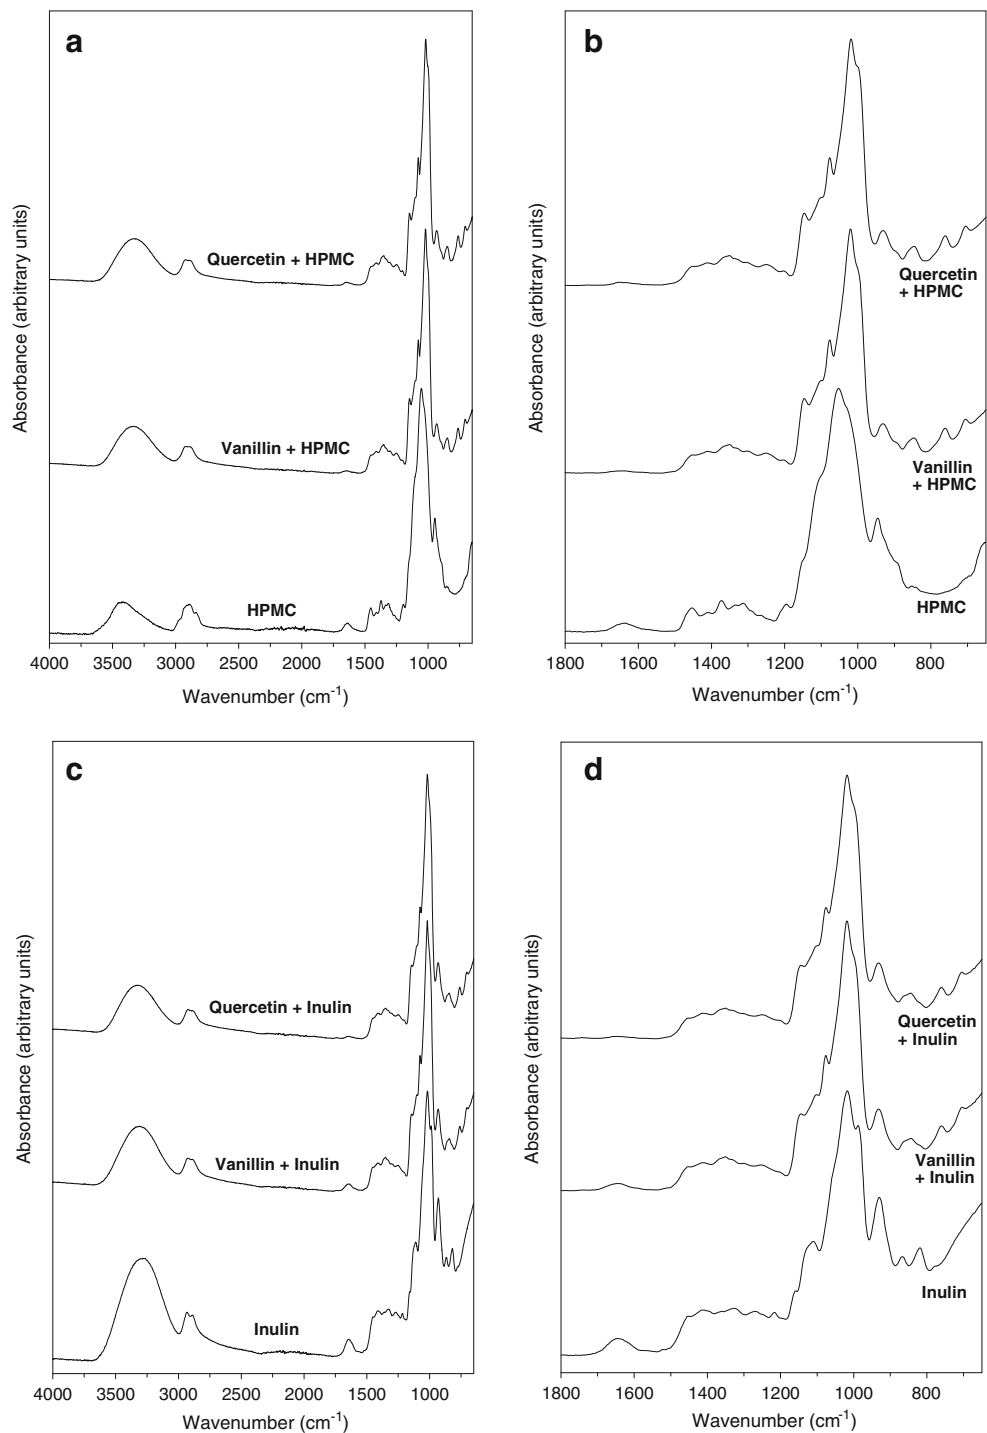 a
Absorbance (arbitrary units)
Quercetin + HPMC
Vanillin + HPMC
HPMC
4000 3500 3000 2500 2000 1500 1000
Wavenumber (cm-1)
b
Absorbance (arbitrary units)
Quercetin
+ HPMC
Vanillin
+ HPMC
HPMC
1800 1600 1400 1200 1000 800
Wavenumber (cm-1)
c
Absorbance (arbitrary units)
Quercetin + Inulin
Vanillin + Inulin
Inulin
4000 3500 3000 2500 2000 1500 1000
Wavenumber (cm-1)
d
Absorbance (arbitrary units)
Quercetin
+ Inulin
Vanillin
+ Inulin
Inulin
1800 1600 1400 1200 1000 800
Wavenumber (cm-1)